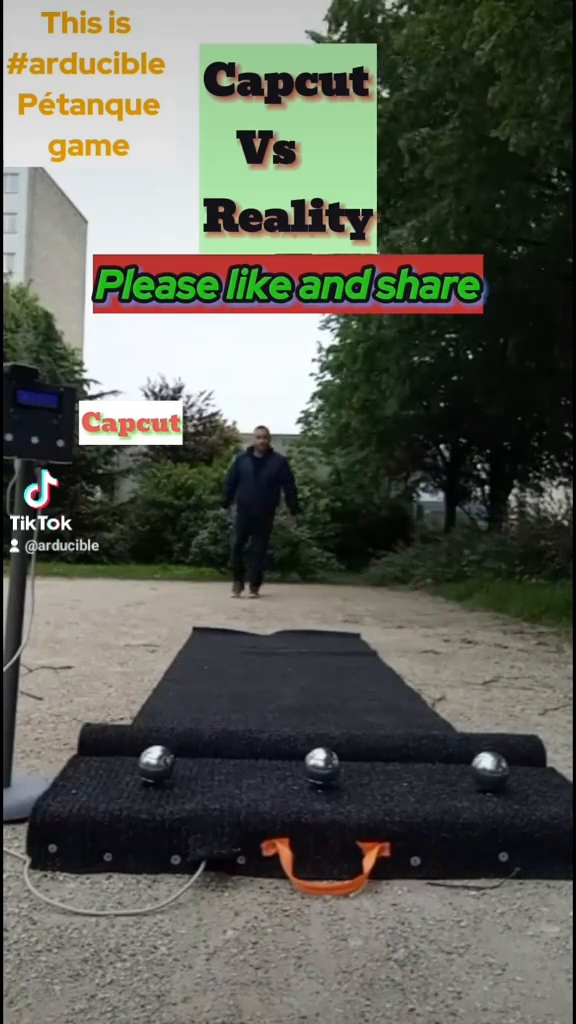 This is
#arducible
Pétanque
game
Capcut
Vs
Reality
Please like and share
Capcut
TikTok
@arducible